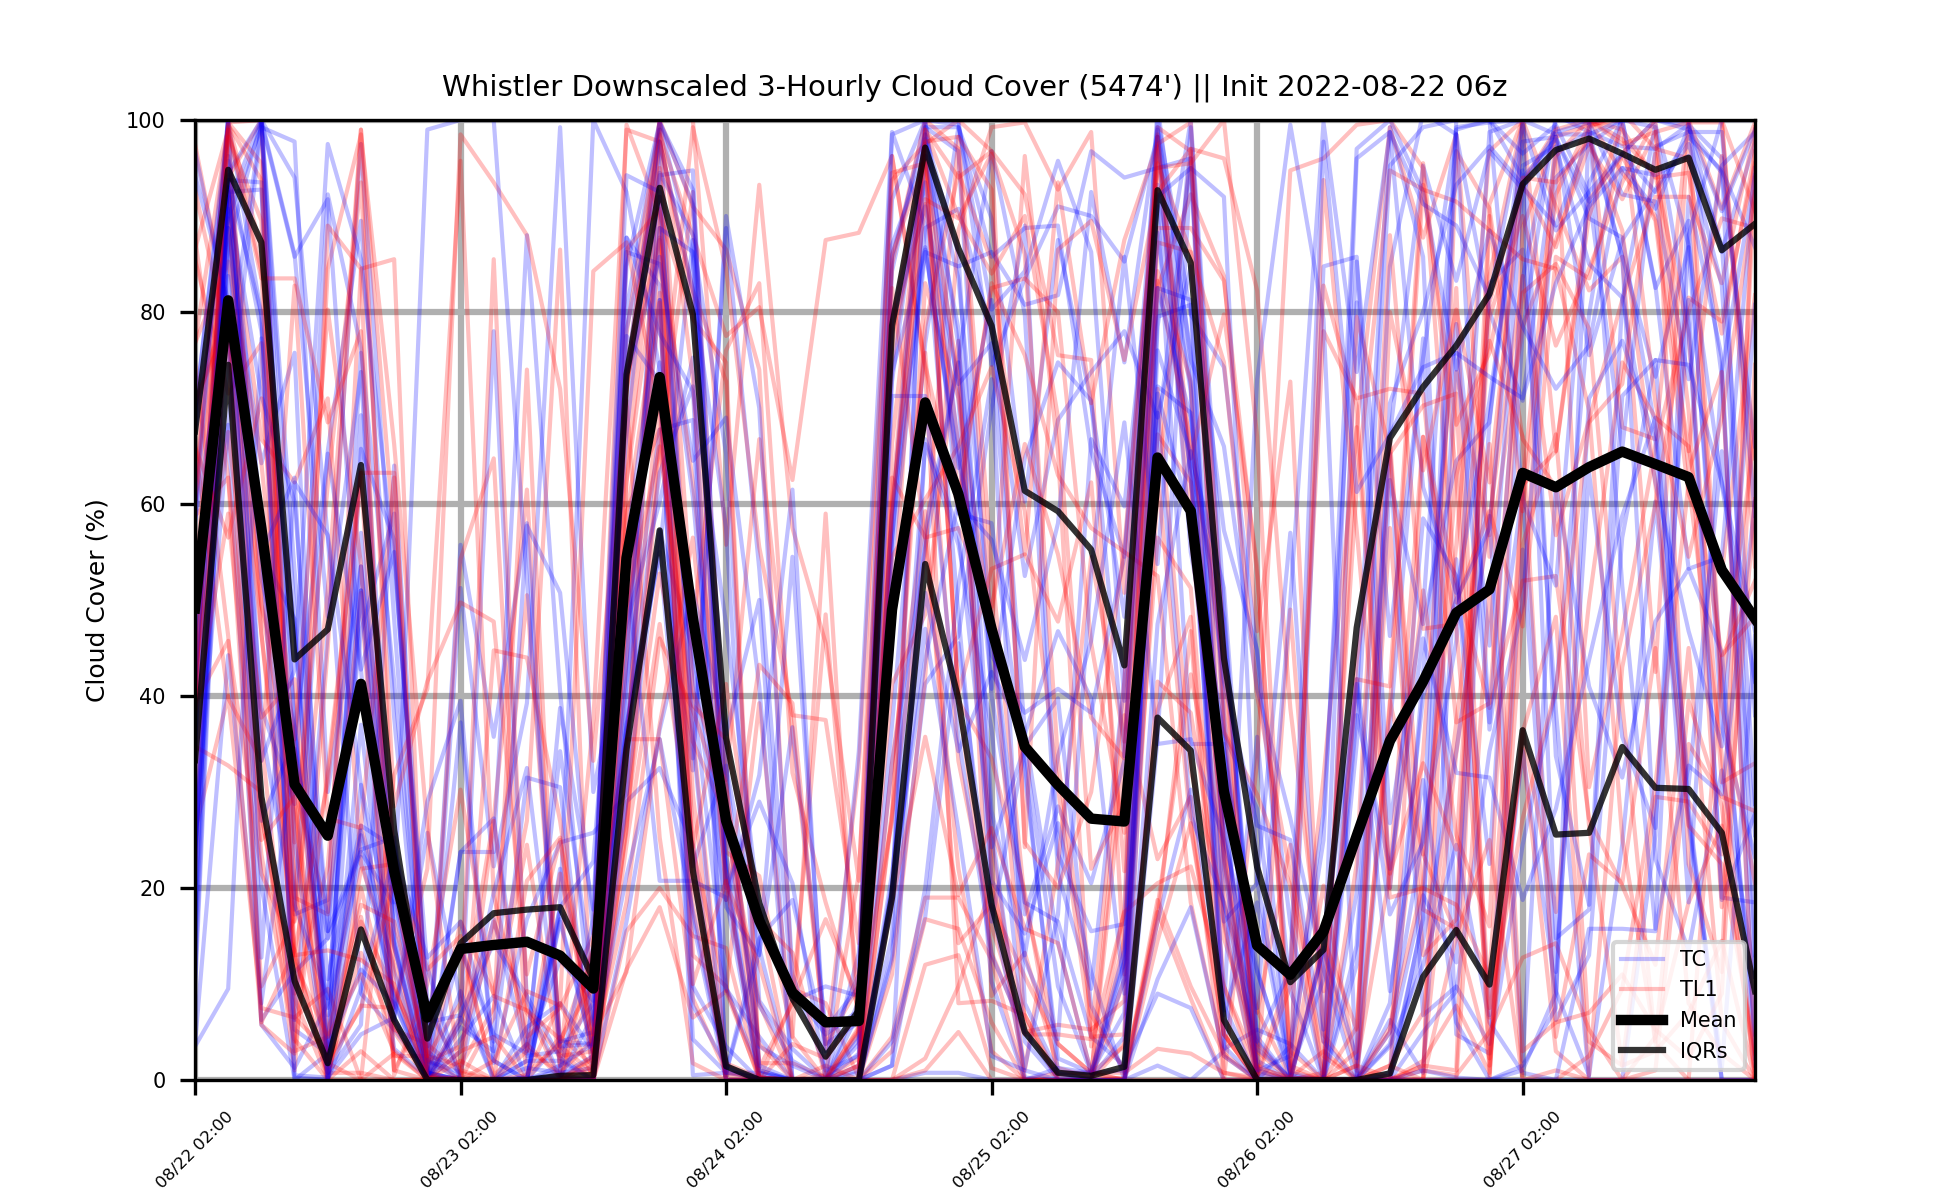 Whistler Downscaled 3-Hourly Cloud Cover (5474') || Init 2022-08-22 06z
Cloud Cover (%)
100
80
60
40
20
0
08/22 02:00
08/23 02:00
08/24 02:00
08/25 02:00
08/26 02:00
08/27 02:00
TC
TL1
Mean
IQRs